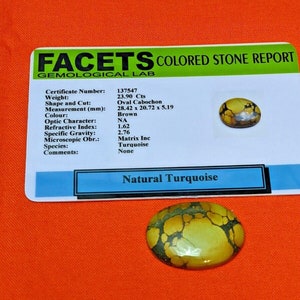 FACETS COLORED STONE REPORT
GEMOLOGICAL LAB
Certificate Number: 137547
Weight: 23.90 Cts
Shape and Cut: Oval Cabochon
Measurement (mm): 28.42 x 20.72 x 5.19
Colour: Brown
Optic Character: NA
Refractive Index: 1.62
Specific Gravity: 2.76
Microscopic Obr.: Matrix Inc
Species: Turquoise
Comments: None
Natural Turquoise